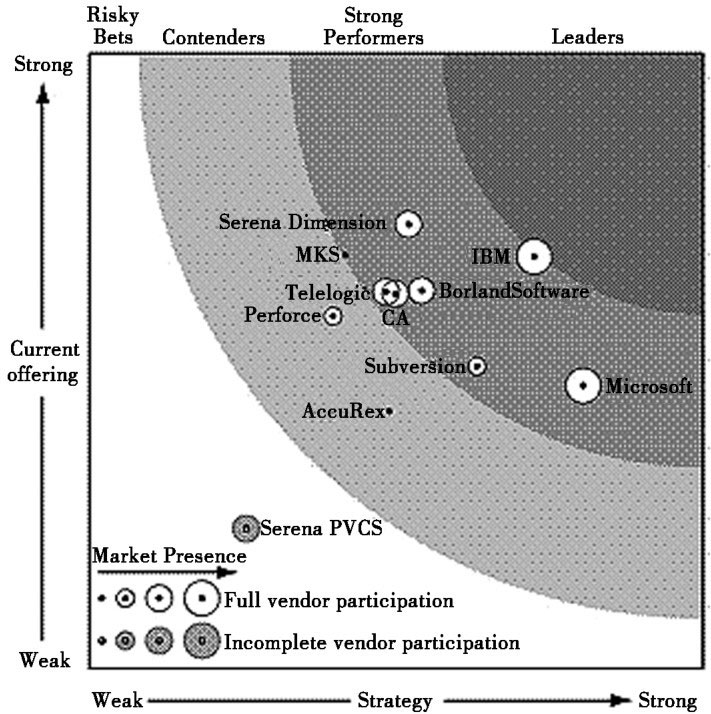 Risky
Bets
Contenders
Strong
Performers
Leaders
Strong
Serena Dimension
MKS
IBM
Telelogic
BorlandSoftware
Perforce
CA
Current
offering
Subversion
Microsoft
AccuRex
Serena PVCS
Market Presence
Full vendor participation
Incomplete vendor participation
Weak
Weak
Strategy
Strong